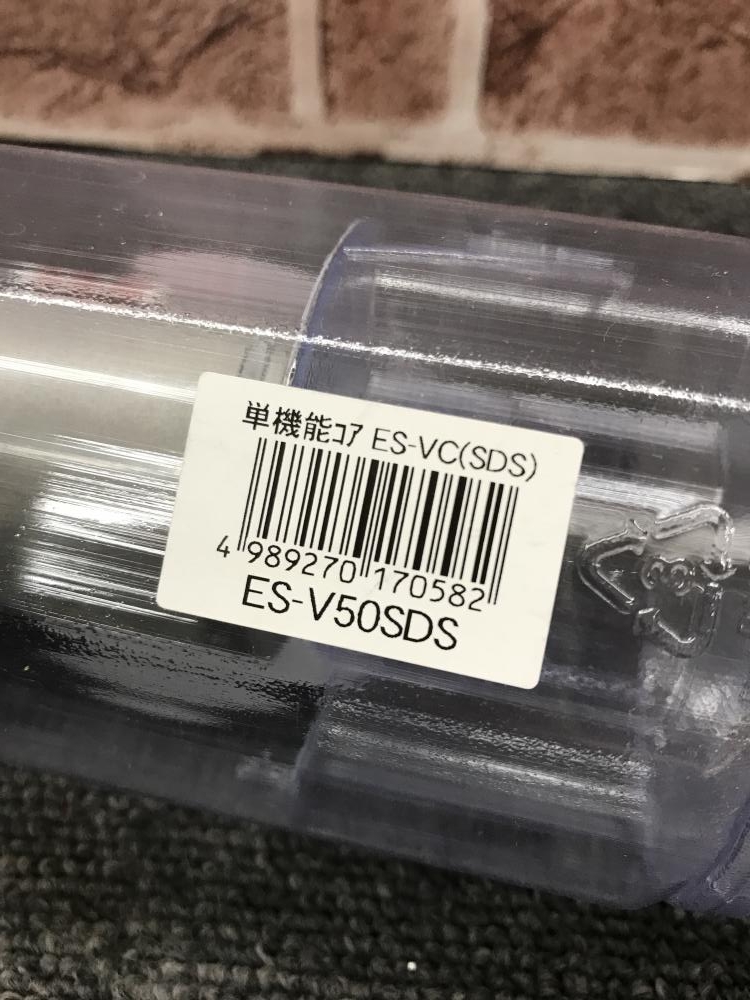 単機能ｺｱ ES-VC(SDS)
4 989270 170582
ES-V50SDS